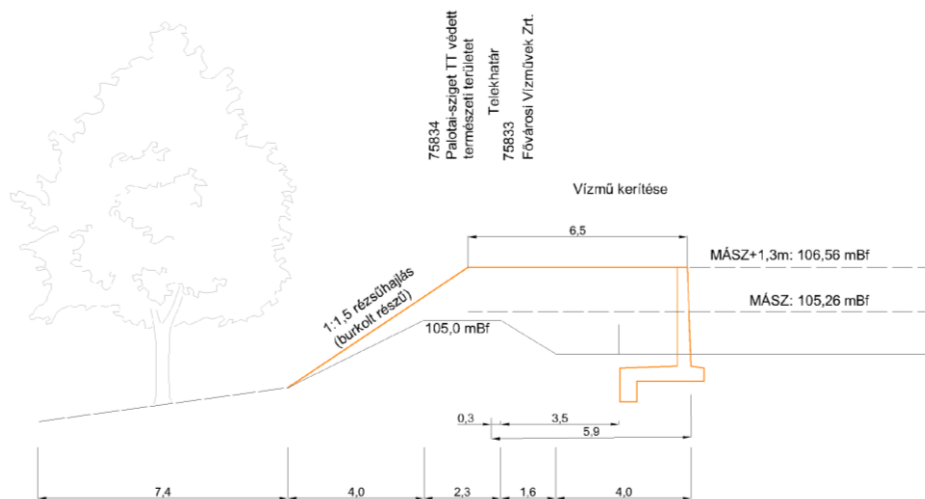 75834
Palotai-sziget TT védett
természeti területet
Telekhatár
75833
Fővárosi Vízművek Zrt.
Vízmű kerítése
6,5
MÁSZ+1,3m: 106,56 mBf
MÁSZ: 105,26 mBf
1:1,5 rézsűhajlás
(burkolt részű)
105,0 mBf
0,3
3,5
5,9
7,4
4,0
2,3
1,6
4,0